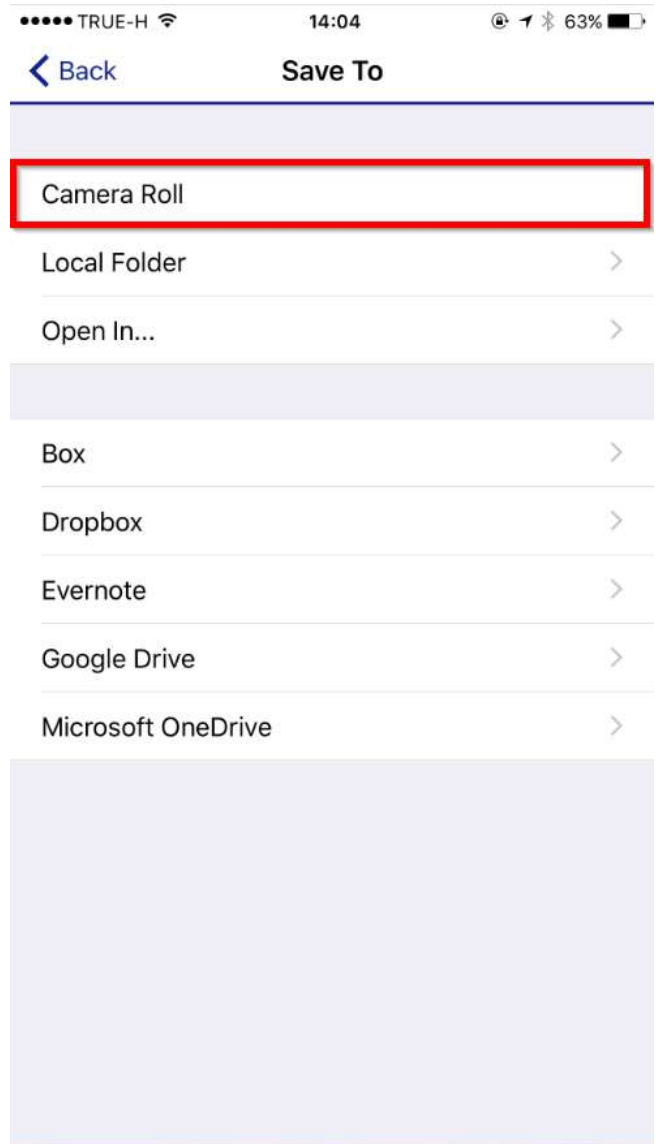 TRUE-H 14:04 63%
Back Save To
Camera Roll
Local Folder
Open In...
Box
Dropbox
Evernote
Google Drive
Microsoft OneDrive